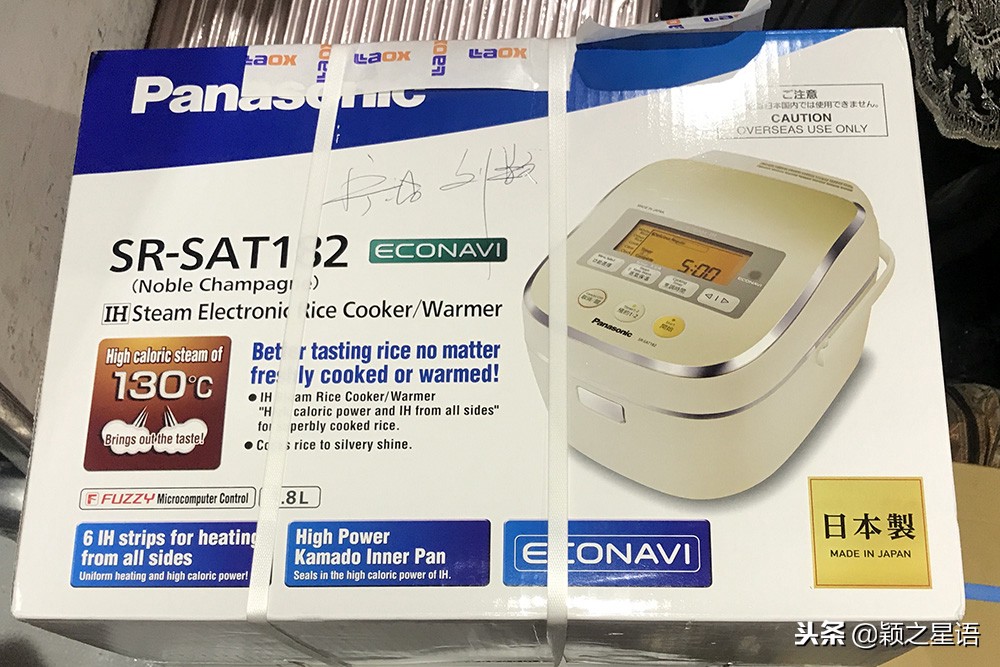 LAOX LAOX LAOX LAOX LAOX
Panasonic
ご注意
日本国内では使用できません。
CAUTION
OVERSEAS USE ONLY
SR-SAT182 ECONAVI
(Noble Champagne)
IH Steam Electronic Rice Cooker/Warmer
High caloric steam of
130℃
Brings out the taste!
Better tasting rice no matter
freshly cooked or warmed!
● IH Steam Rice Cooker/Warmer
"High caloric power and IH from all sides"
for superbly cooked rice.
● Cooks rice to silvery shine.
5:00
ECONAVI
Panasonic
SR-SAT182
F FUZZY Microcomputer Control
1.8L
6 IH strips for heating
from all sides
Uniform heating and high caloric power!
High Power
Kamado Inner Pan
Seals in the high caloric power of IH.
ECONAVI
日本製
MADE IN JAPAN
头条 @颖之星语